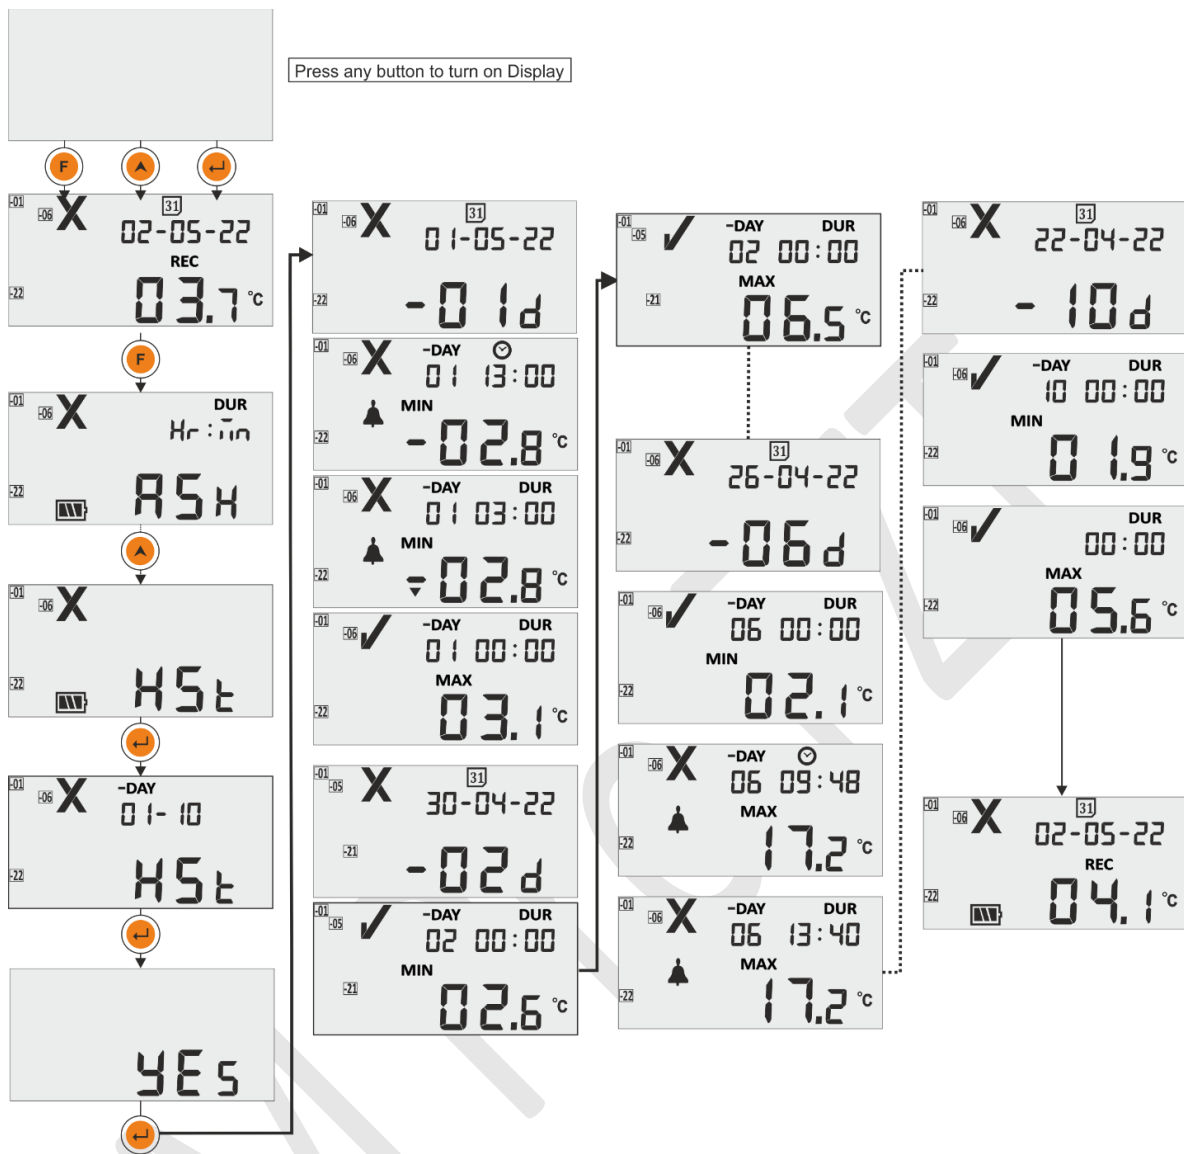 Press any button to turn on Display
F
-01
-06 X 31
02-05-22
REC
-22 03.7 °C
F
-01
-06 X DUR
Hr:mn
-22 ASH
-01
-06 X
-22 HSt
-01
-06 X -DAY
01-10
-22 HSt
YES
-01
-06 X 31
01-05-22
-22 -01d
-01
-06 X -DAY
01 13:00
MIN
-22 -02.8 °C
-01
-06 X -DAY DUR
01 03:00
MIN
-22 -02.8 °C
-01
-06 -DAY DUR
01 00:00
MAX
-22 03.1 °C
-01
-05 X 31
30-04-22
-21 -02d
-01
-05 -DAY DUR
02 00:00
MIN
-21 02.6 °C
-01
-05 -DAY DUR
02 00:00
MAX
-21 06.5 °C
-01
-06 X 31
26-04-22
-22 -06d
-01
-06 -DAY DUR
06 00:00
MIN
-22 02.1 °C
-01
-06 X -DAY
06 09:48
MAX
-22 17.2 °C
-01
-06 X -DAY DUR
06 13:40
MAX
-22 17.2 °C
-01
-06 X 31
22-04-22
-22 -10d
-01
-06 -DAY DUR
10 00:00
MIN
-22 01.9 °C
-01
-06 DUR
00:00
MAX
-22 05.6 °C
-01
-06 X 31
02-05-22
REC
-22 04.1 °C